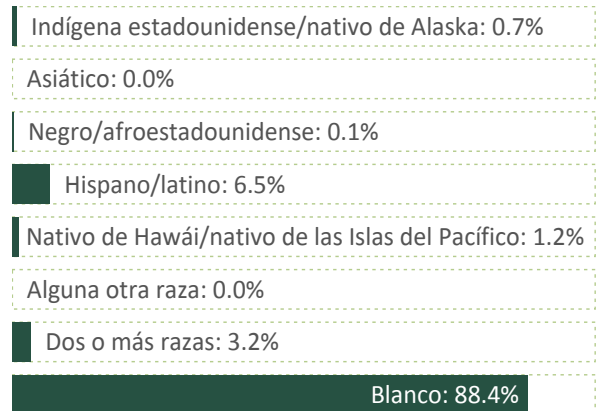 Indígena estadounidense/nativo de Alaska: 0.7%
Asiático: 0.0%
Negro/afroestadounidense: 0.1%
Hispano/latino: 6.5%
Nativo de Hawái/nativo de las Islas del Pacífico: 1.2%
Alguna otra raza: 0.0%
Dos o más razas: 3.2%
Blanco: 88.4%